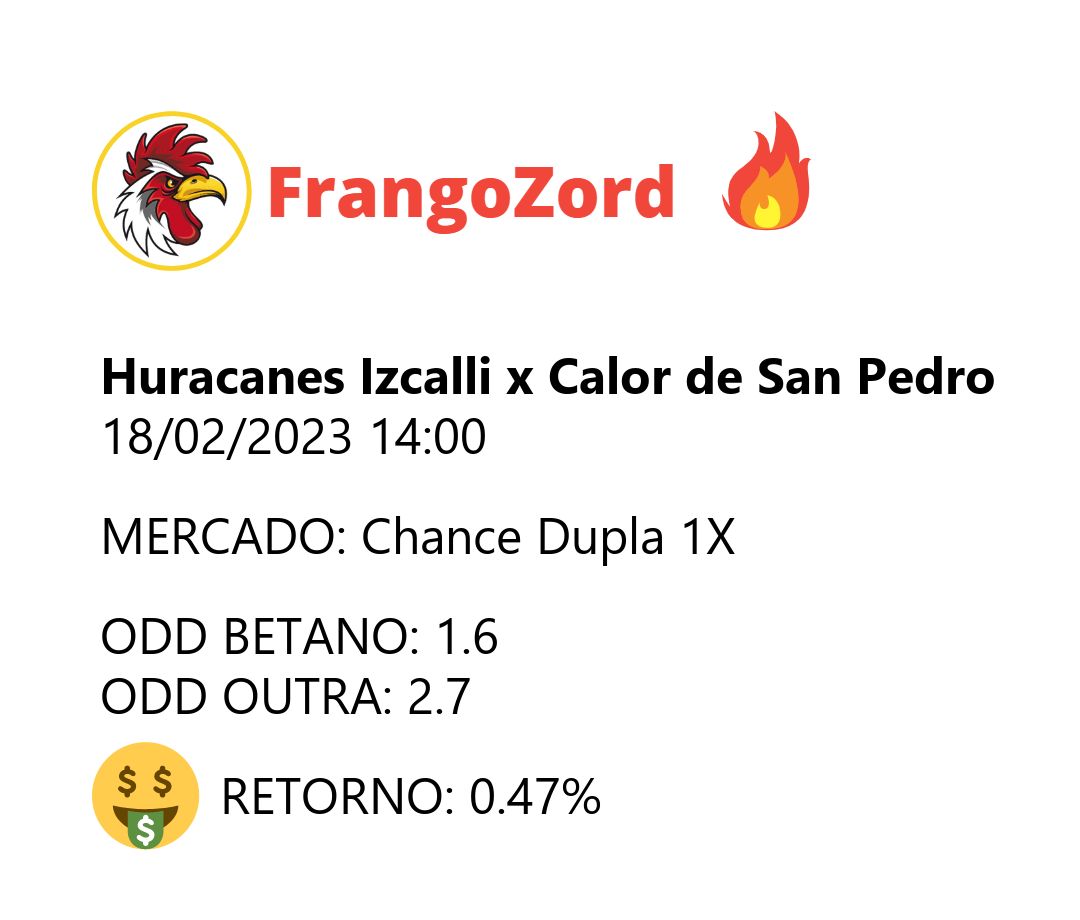 FrangoZord
Huracanes Izcalli x Calor de San Pedro
18/02/2023 14:00
MERCADO: Chance Dupla 1X
ODD BETANO: 1.6
ODD OUTRA: 2.7
$ $
$
RETORNO: 0.47%